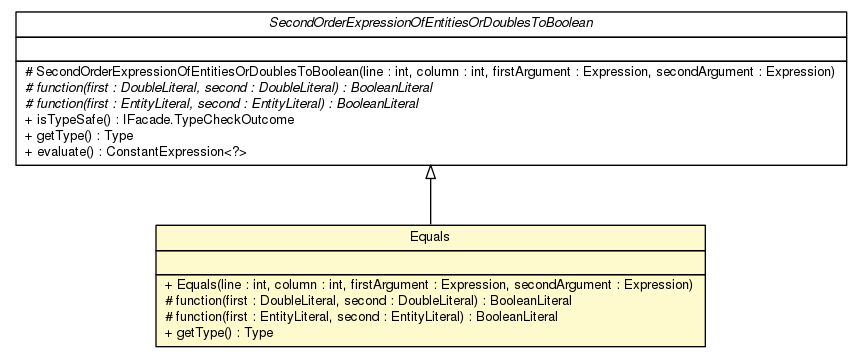 SecondOrderExpressionOfEntitiesOrDoublesToBoolean
# SecondOrderExpressionOfEntitiesOrDoublesToBoolean(line : int, column : int, firstArgument : Expression, secondArgument : Expression)
# function(first : DoubleLiteral, second : DoubleLiteral) : BooleanLiteral
# function(first : EntityLiteral, second : EntityLiteral) : BooleanLiteral
+ isTypeSafe() : IFacade.TypeCheckOutcome
+ getType() : Type
+ evaluate() : ConstantExpression<?>
Equals
+ Equals(line : int, column : int, firstArgument : Expression, secondArgument : Expression)
# function(first : DoubleLiteral, second : DoubleLiteral) : BooleanLiteral
# function(first : EntityLiteral, second : EntityLiteral) : BooleanLiteral
+ getType() : Type